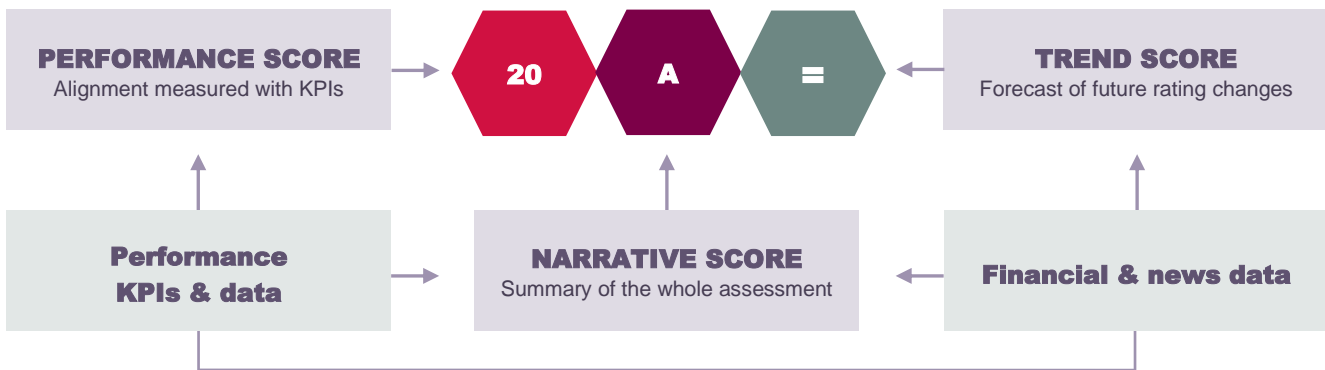 PERFORMANCE SCORE
Alignment measured with KPIs
20
A
=
TREND SCORE
Forecast of future rating changes
Performance
KPIs & data
NARRATIVE SCORE
Summary of the whole assessment
Financial & news data